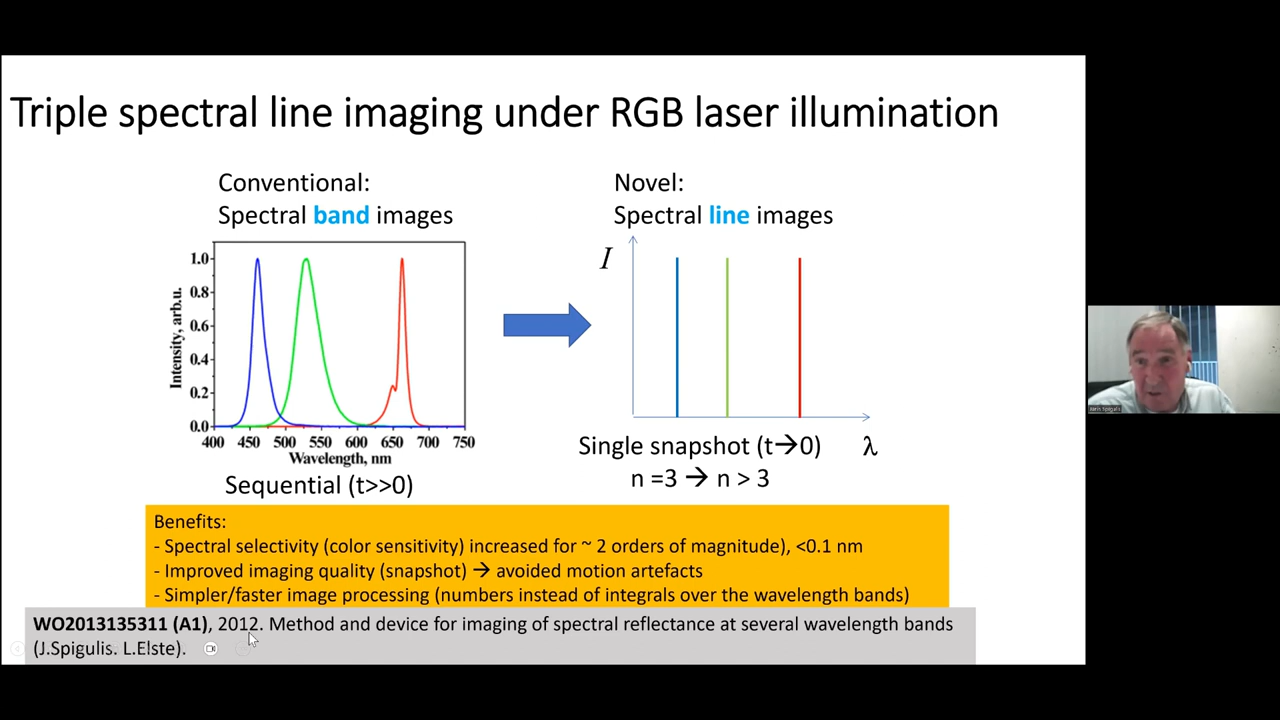 Triple spectral line imaging under RGB laser illumination
Conventional:
Spectral band images
Novel:
Spectral line images
1.0
0.8
0.6
0.4
0.2
0.0
Intensity, arb.u.
400 450 500 550 600 650 700 750
Wavelength, nm
Sequential (t>>0)
I
λ
Single snapshot (t→0)
n =3 → n > 3
Benefits:
- Spectral selectivity (color sensitivity) increased for ~ 2 orders of magnitude), <0.1 nm
- Improved imaging quality (snapshot) → avoided motion artefacts
- Simpler/faster image processing (numbers instead of integrals over the wavelength bands)
WO2013135311 (A1), 2012. Method and device for imaging of spectral reflectance at several wavelength bands
(J.Spigulis. L.Elste).